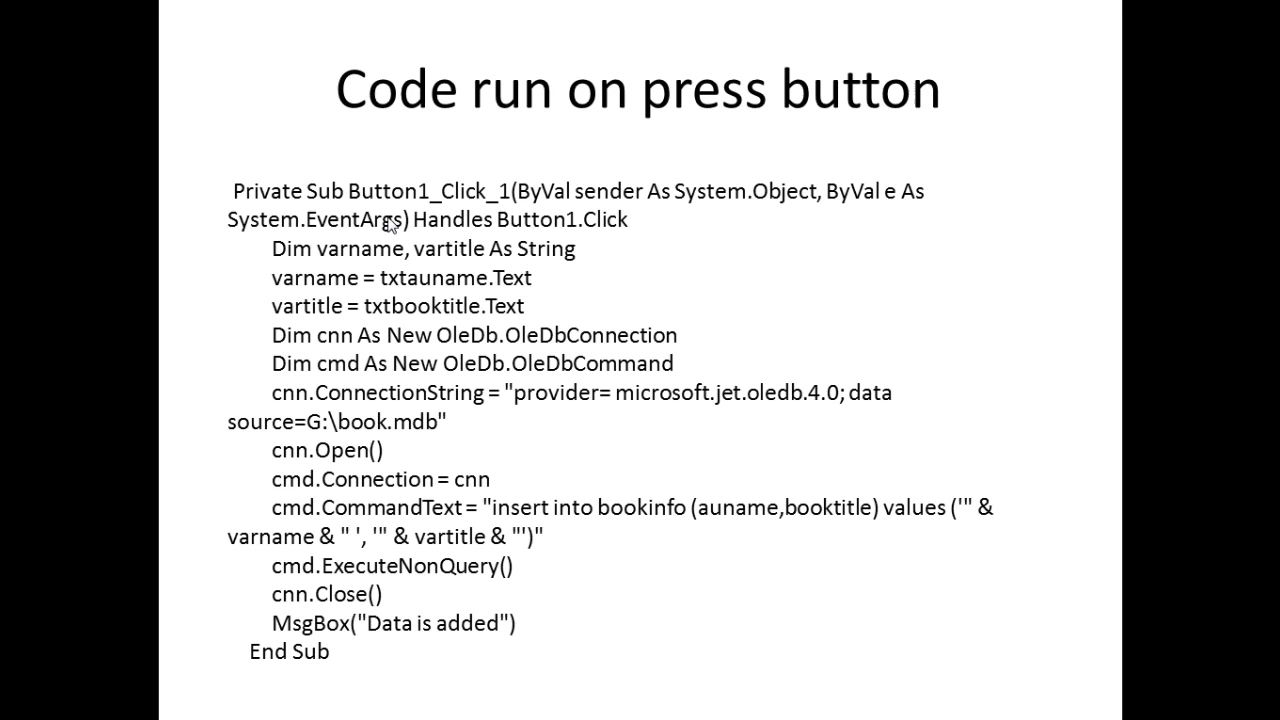 Code run on press button
Private Sub Button1_Click_1(ByVal sender As System.Object, ByVal e As
System.EventArgs) Handles Button1.Click
Dim varname, vartitle As String
varname = txtauname.Text
vartitle = txtbooktitle.Text
Dim cnn As New OleDb.OleDbConnection
Dim cmd As New OleDb.OleDbCommand
cnn.ConnectionString = "provider= microsoft.jet.oledb.4.0; data
source=G:\book.mdb"
cnn.Open()
cmd.Connection = cnn
cmd.CommandText = "insert into bookinfo (auname,booktitle) values ('" &
varname & " ', '" & vartitle & "')"
cmd.ExecuteNonQuery()
cnn.Close()
MsgBox("Data is added")
End Sub